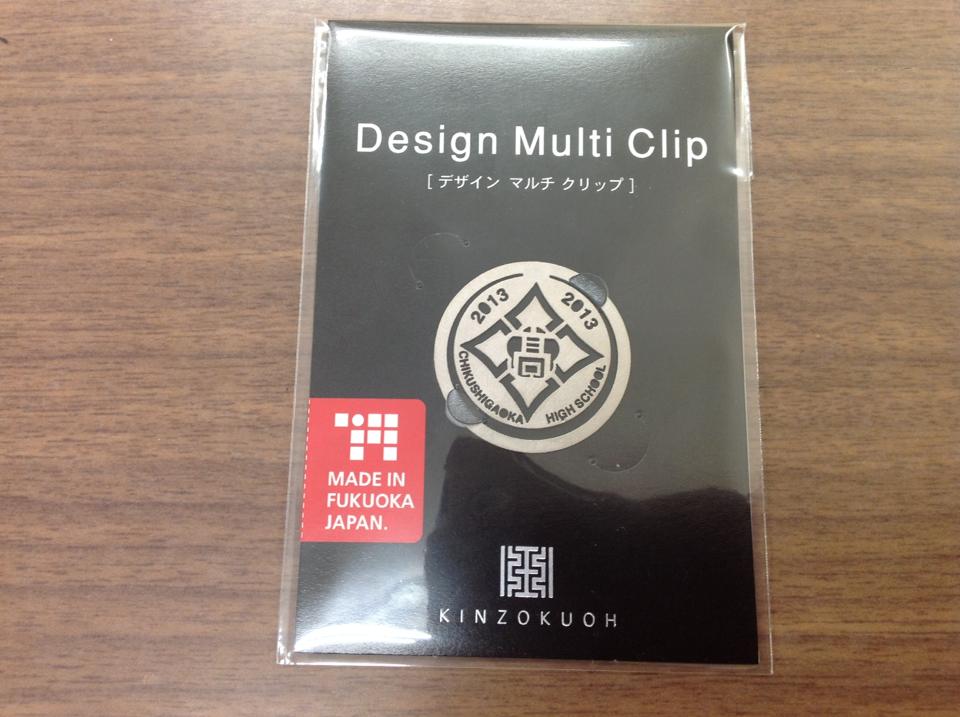 Design Multi Clip
[ デザイン マルチ クリップ ]
2013 2013
高
CHIKUSHIGAOKA HIGH SCHOOL
MADE IN
FUKUOKA
JAPAN.
KINZOKUOH